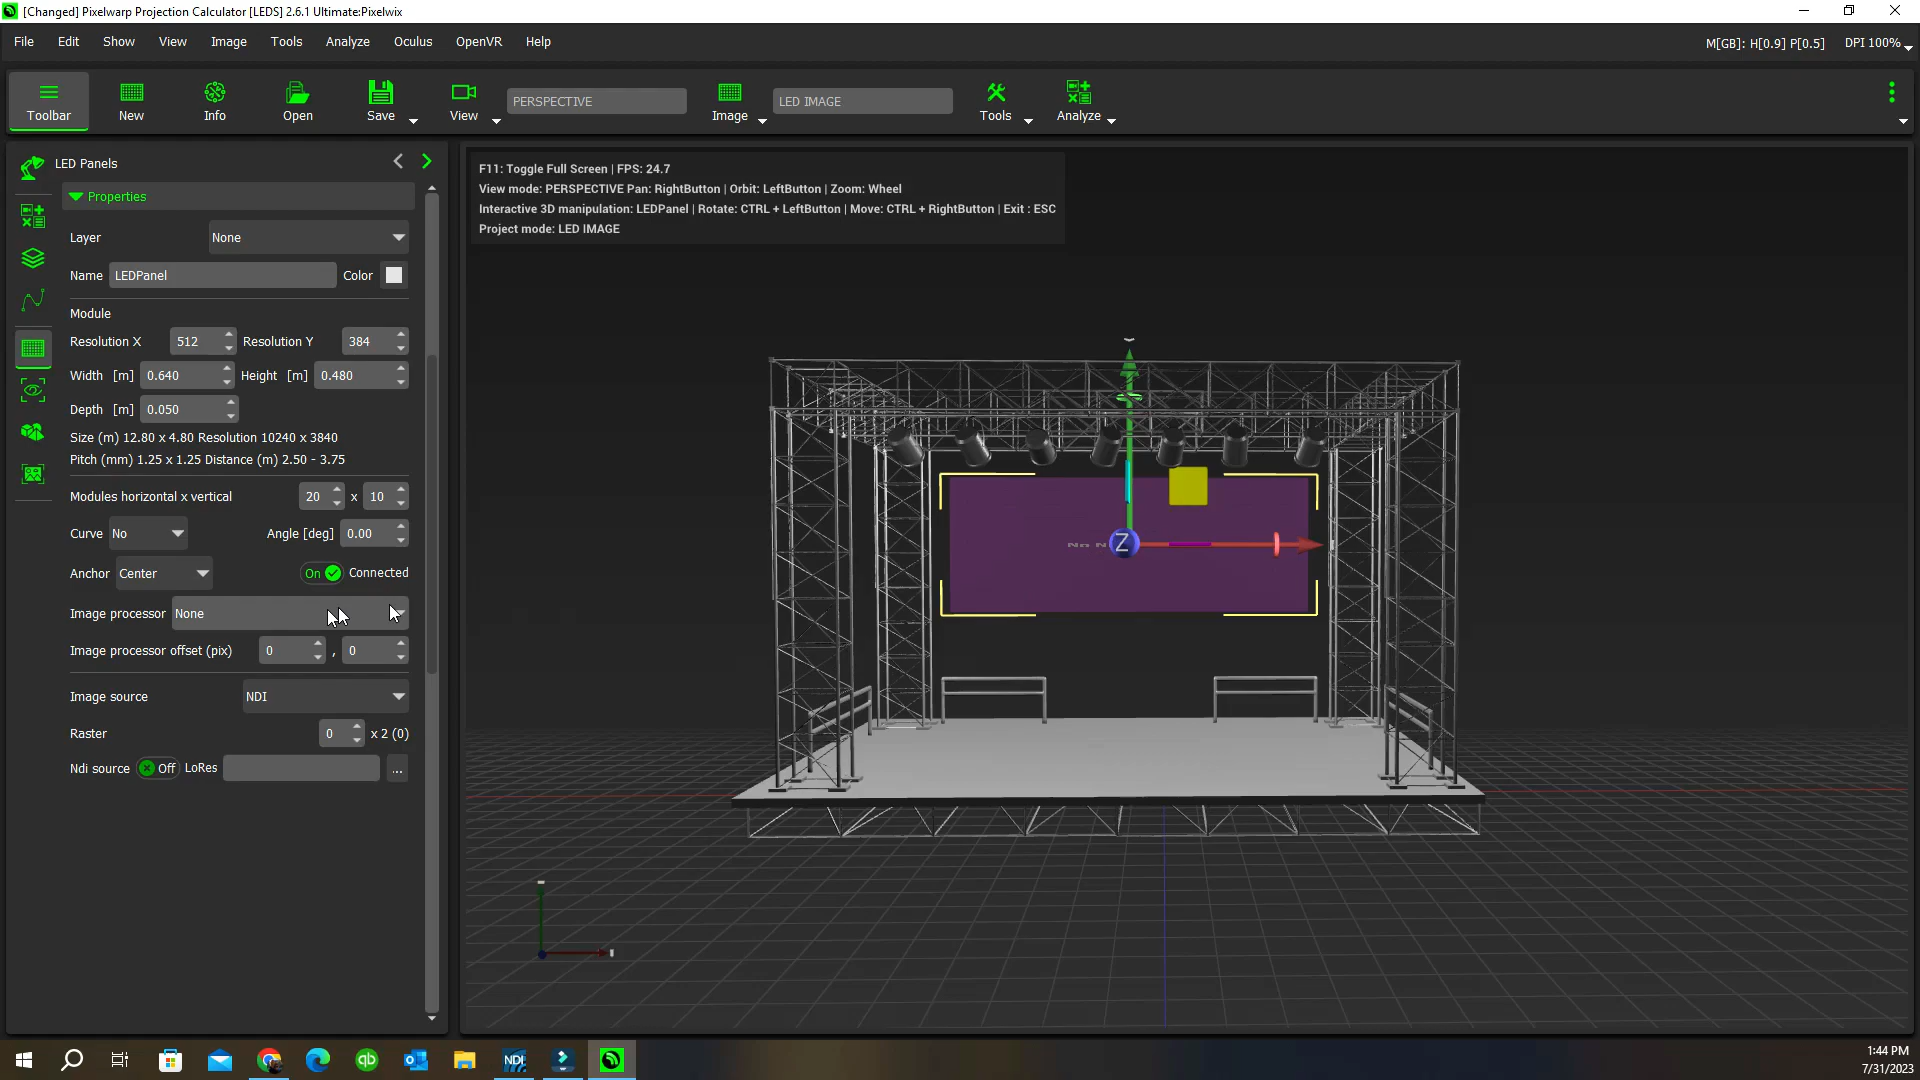 [Changed] Pixelwarp Projection Calculator [LEDS] 2.6.1 Ultimate:Pixelwix
File Edit Show View Image Tools Analyze Oculus OpenVR Help M[GB]: H[0.9] P[0.5] DPI 100%
PERSPECTIVE LED IMAGE
Toolbar New Info Open Save View Image Tools Analyze
LED Panels
Properties
Layer None
Name LEDPanel Color
Module
Resolution X 512 Resolution Y 384
Width [m] 0.640 Height [m] 0.480
Depth [m] 0.050
Size (m) 12.80 x 4.80 Resolution 10240 x 3840
Pitch (mm) 1.25 x 1.25 Distance (m) 2.50 - 3.75
Modules horizontal x vertical 20 x 10
Curve No Angle [deg] 0.00
Anchor Center On Connected
Image processor None
Image processor offset (pix) 0 , 0
Image source NDI
Raster 0 x 2 (0)
Ndi source Off LoRes ...
F11: Toggle Full Screen | FPS: 24.7
View mode: PERSPECTIVE Pan: RightButton | Orbit: LeftButton | Zoom: Wheel
Interactive 3D manipulation: LEDPanel | Rotate: CTRL + LeftButton | Move: CTRL + RightButton | Exit : ESC
Project mode: LED IMAGE
Z
qb NDI
1:44 PM
7/31/2023